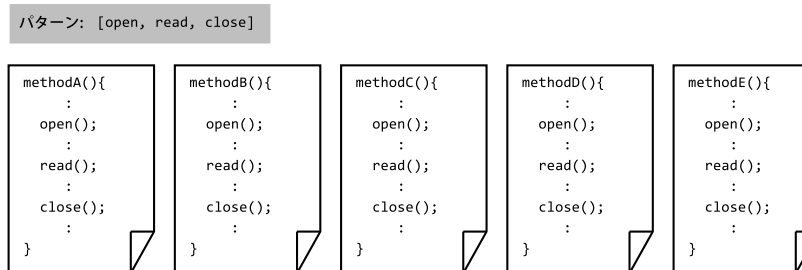 パターン: [open, read, close]
methodA(){
:
open();
:
read();
:
close();
:
}
methodB(){
:
open();
:
read();
:
close();
:
}
methodC(){
:
open();
:
read();
:
close();
:
}
methodD(){
:
open();
:
read();
:
close();
:
}
methodE(){
:
open();
:
read();
:
close();
:
}